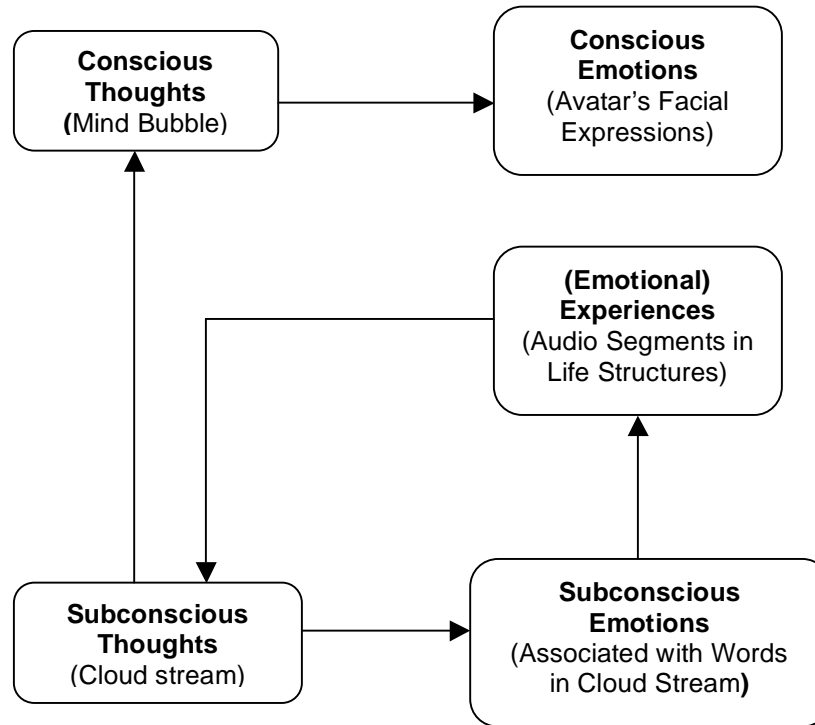 Conscious
Thoughts
(Mind Bubble)
Conscious
Emotions
(Avatar’s Facial
Expressions)
(Emotional)
Experiences
(Audio Segments in
Life Structures)
Subconscious
Thoughts
(Cloud stream)
Subconscious
Emotions
(Associated with Words
in Cloud Stream)